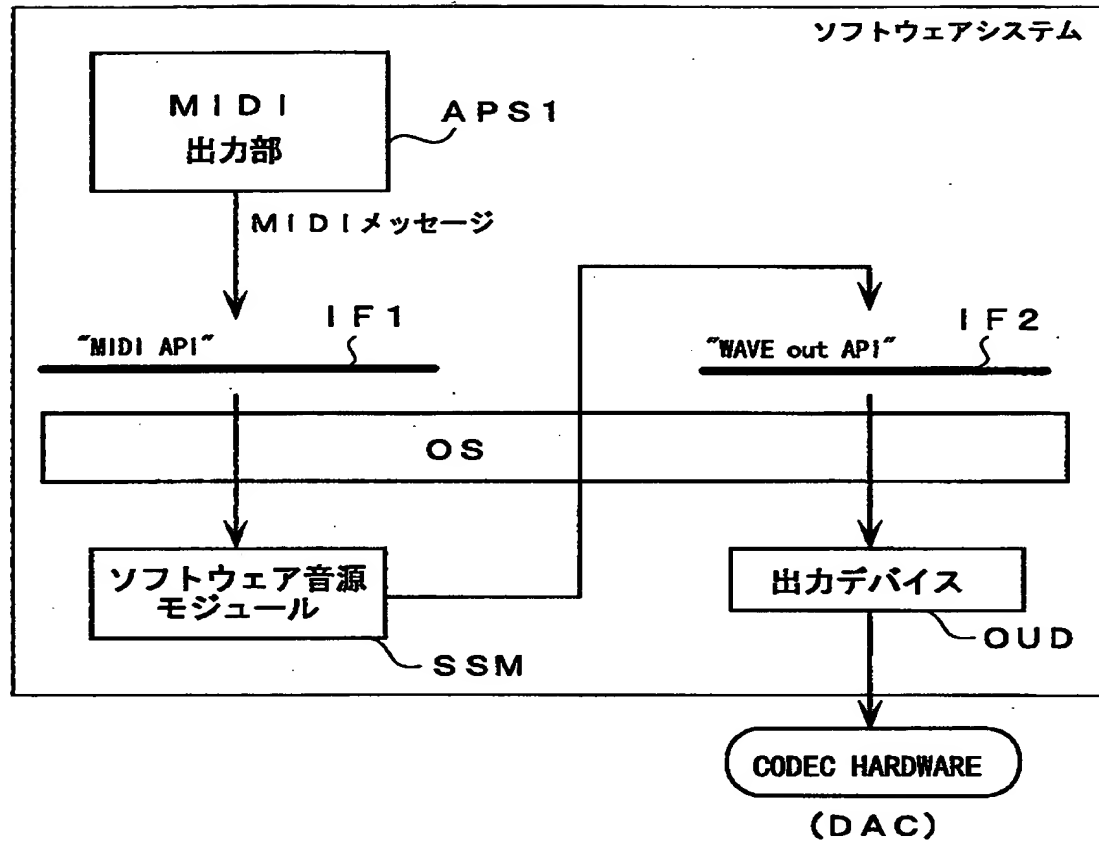 ソフトウェアシステム
MIDI
出力部
APS1
MIDIメッセージ
IF1
"MIDI API"
IF2
"WAVE out API"
OS
ソフトウェア音源
モジュール
SSM
出力デバイス
OUD
CODEC HARDWARE
(DAC)